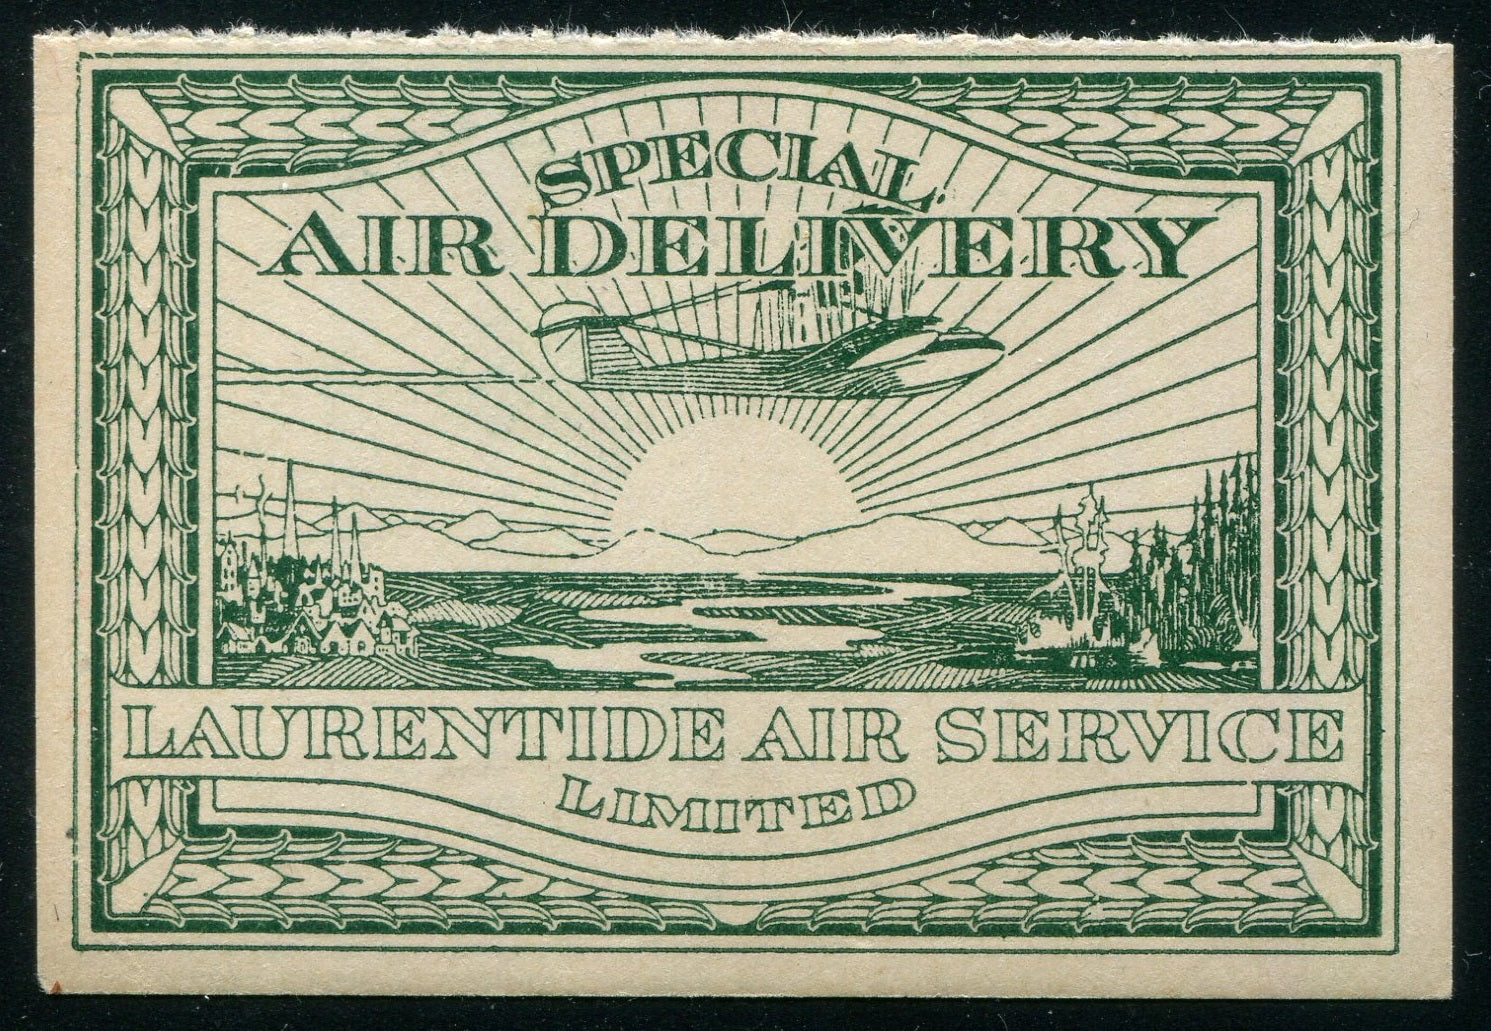 SPECIAL
AIR DELIVERY
LAURENTIDE AIR SERVICE
LIMITED